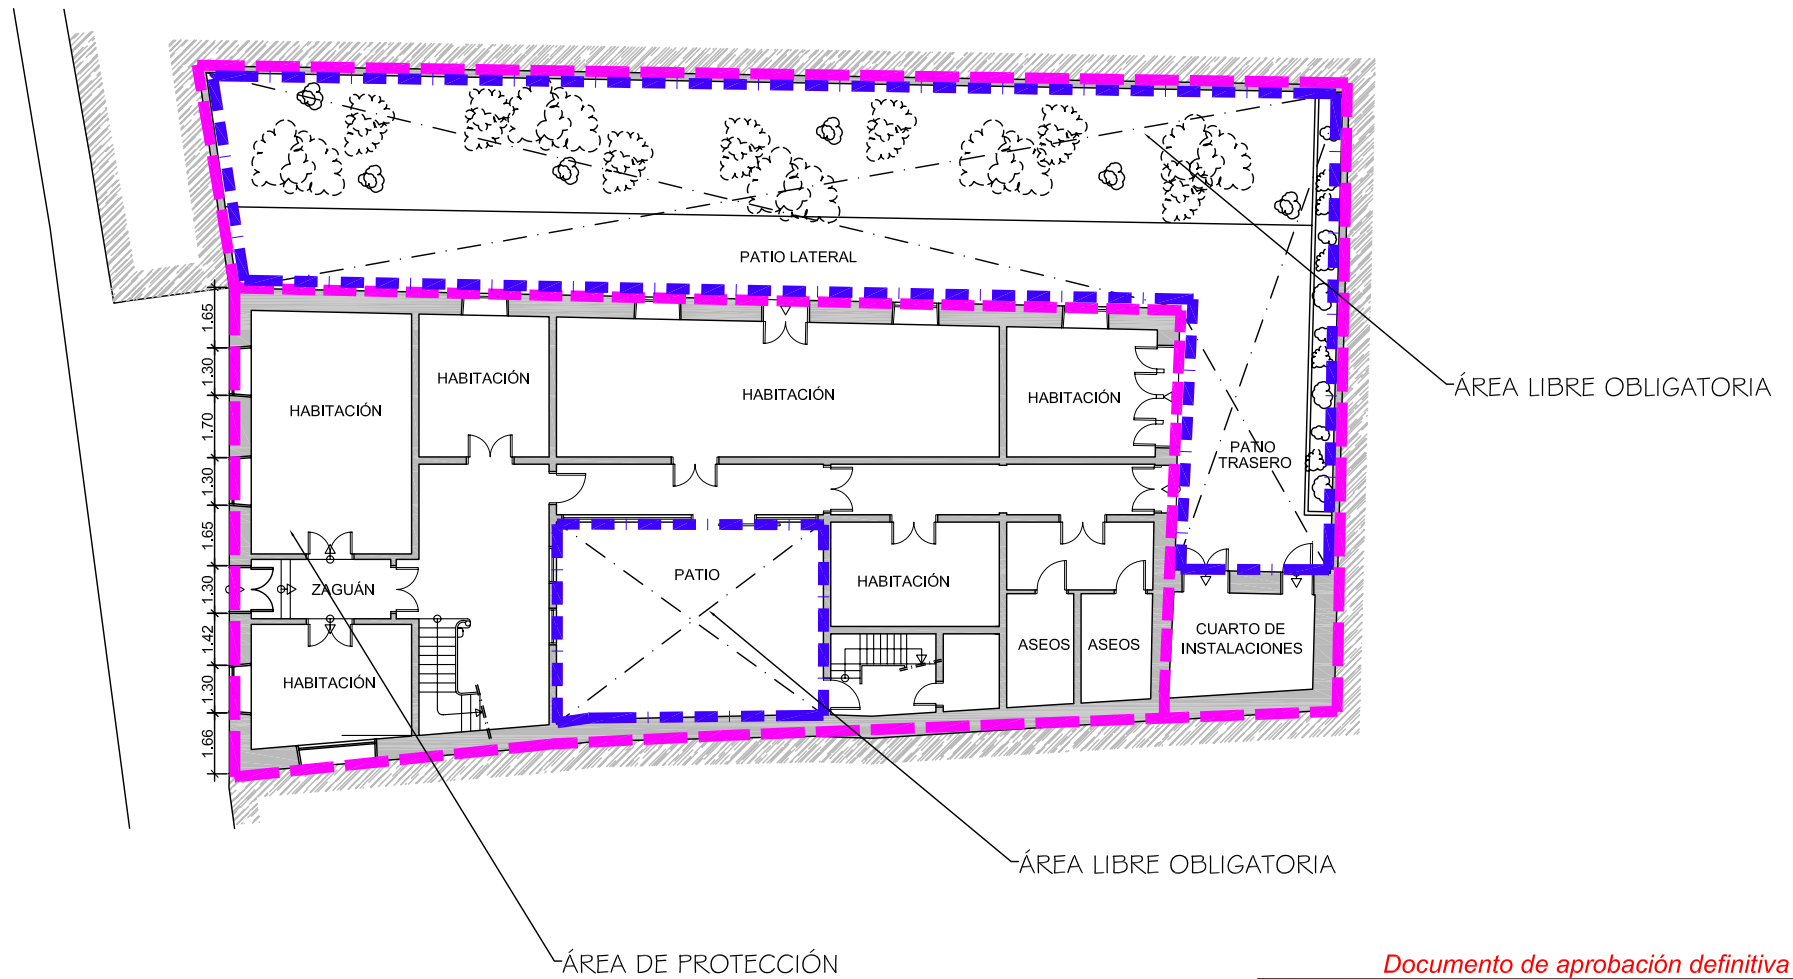 PATIO LATERAL
1.65
1.30
1.70
1.30
1.65
1.30
1.42
1.30
1.66
HABITACIÓN
HABITACIÓN
HABITACIÓN
HABITACIÓN
ÁREA LIBRE OBLIGATORIA
PATIO
TRASERO
ZAGUÁN
PATIO
HABITACIÓN
ASEOS
ASEOS
CUARTO DE
INSTALACIONES
HABITACIÓN
ÁREA LIBRE OBLIGATORIA
ÁREA DE PROTECCIÓN
Documento de aprobación definitiva